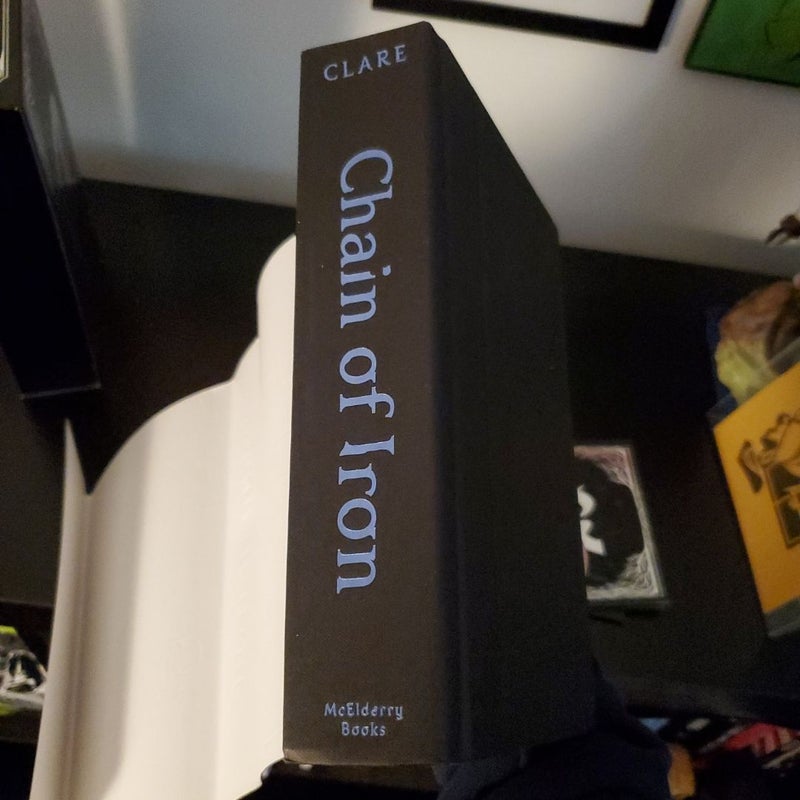 CLARE
Chain of Iron
McElderry
Books